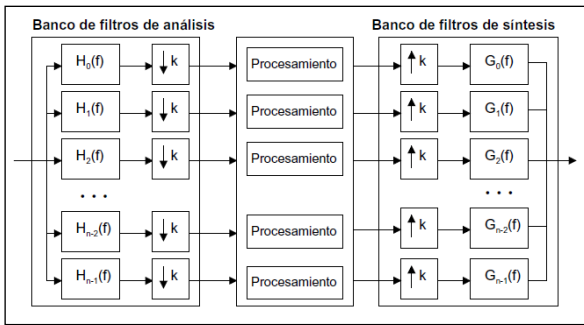 Banco de filtros de análisis Banco de filtros de síntesis
H0(f) k Procesamiento k G0(f)
H1(f) k Procesamiento k G1(f)
H2(f) k Procesamiento k G2(f)
. . . . . .
Hn-2(f) k Procesamiento k Gn-2(f)
Hn-1(f) k Procesamiento k Gn-1(f)